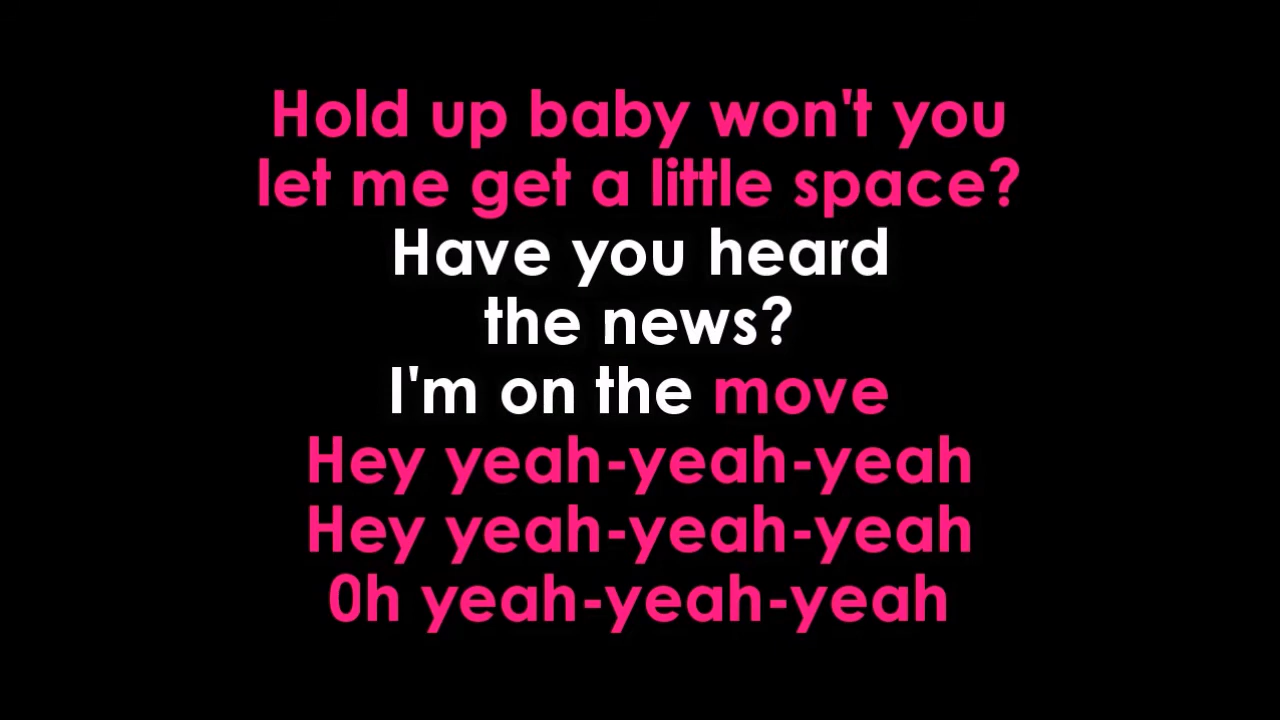 Hold up baby won't you
let me get a little space?
Have you heard
the news?
I'm on the move
Hey yeah-yeah-yeah
Hey yeah-yeah-yeah
0h yeah-yeah-yeah